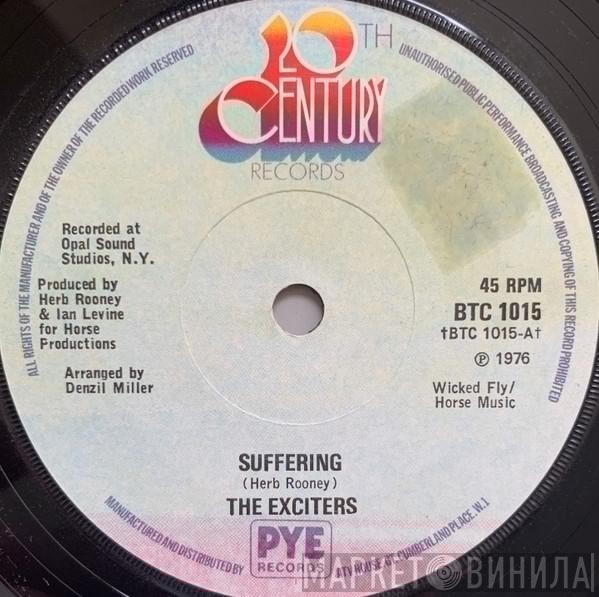 20TH
CENTURY
RECORDS
ALL RIGHTS OF THE MANUFACTURER AND OF THE OWNER OF THE RECORDED WORK RESERVED
UNAUTHORISED PUBLIC PERFORMANCE BROADCASTING AND COPYING OF THIS RECORD PROHIBITED
Recorded at
Opal Sound
Studios, N.Y.
Produced by
Herb Rooney
& Ian Levine
for Horse
Productions
Arranged by
Denzil Miller
45 RPM
BTC 1015
†BTC 1015-A†
Ⓟ 1976
Wicked Fly/
Horse Music
SUFFERING
(Herb Rooney)
THE EXCITERS
MANUFACTURED AND DISTRIBUTED BY
PYE
RECORDS
ATV HOUSE GT. CUMBERLAND PLACE, W.1
МАРКЕТ ВИНИЛА